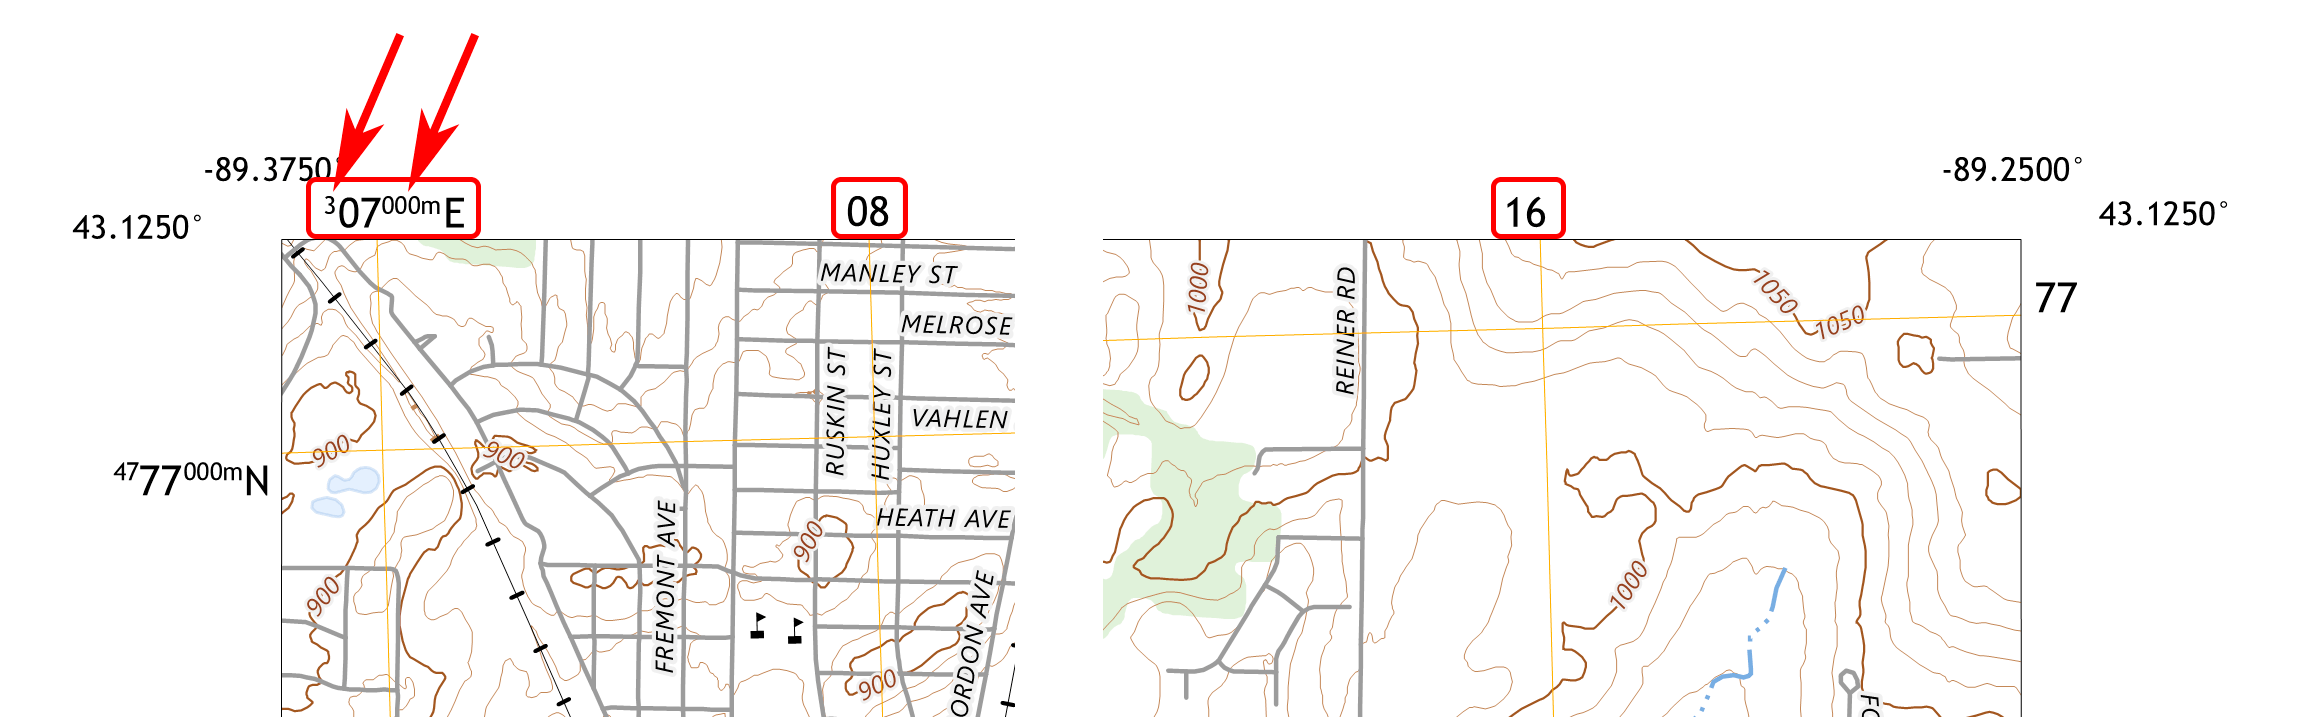 -89.3750°
-89.2500°
43.1250°
³07⁰⁰⁰ᵐE
08
16
43.1250°
MANLEY ST
1000
REINER RD
1050
1050
77
MELROSE
RUSKIN ST
HUXLEY ST
VAHLEN
900
900
⁴⁷77⁰⁰⁰ᵐN
HEATH AVE
900
FREMONT AVE
900
1000
ORDON AVE
900
FO